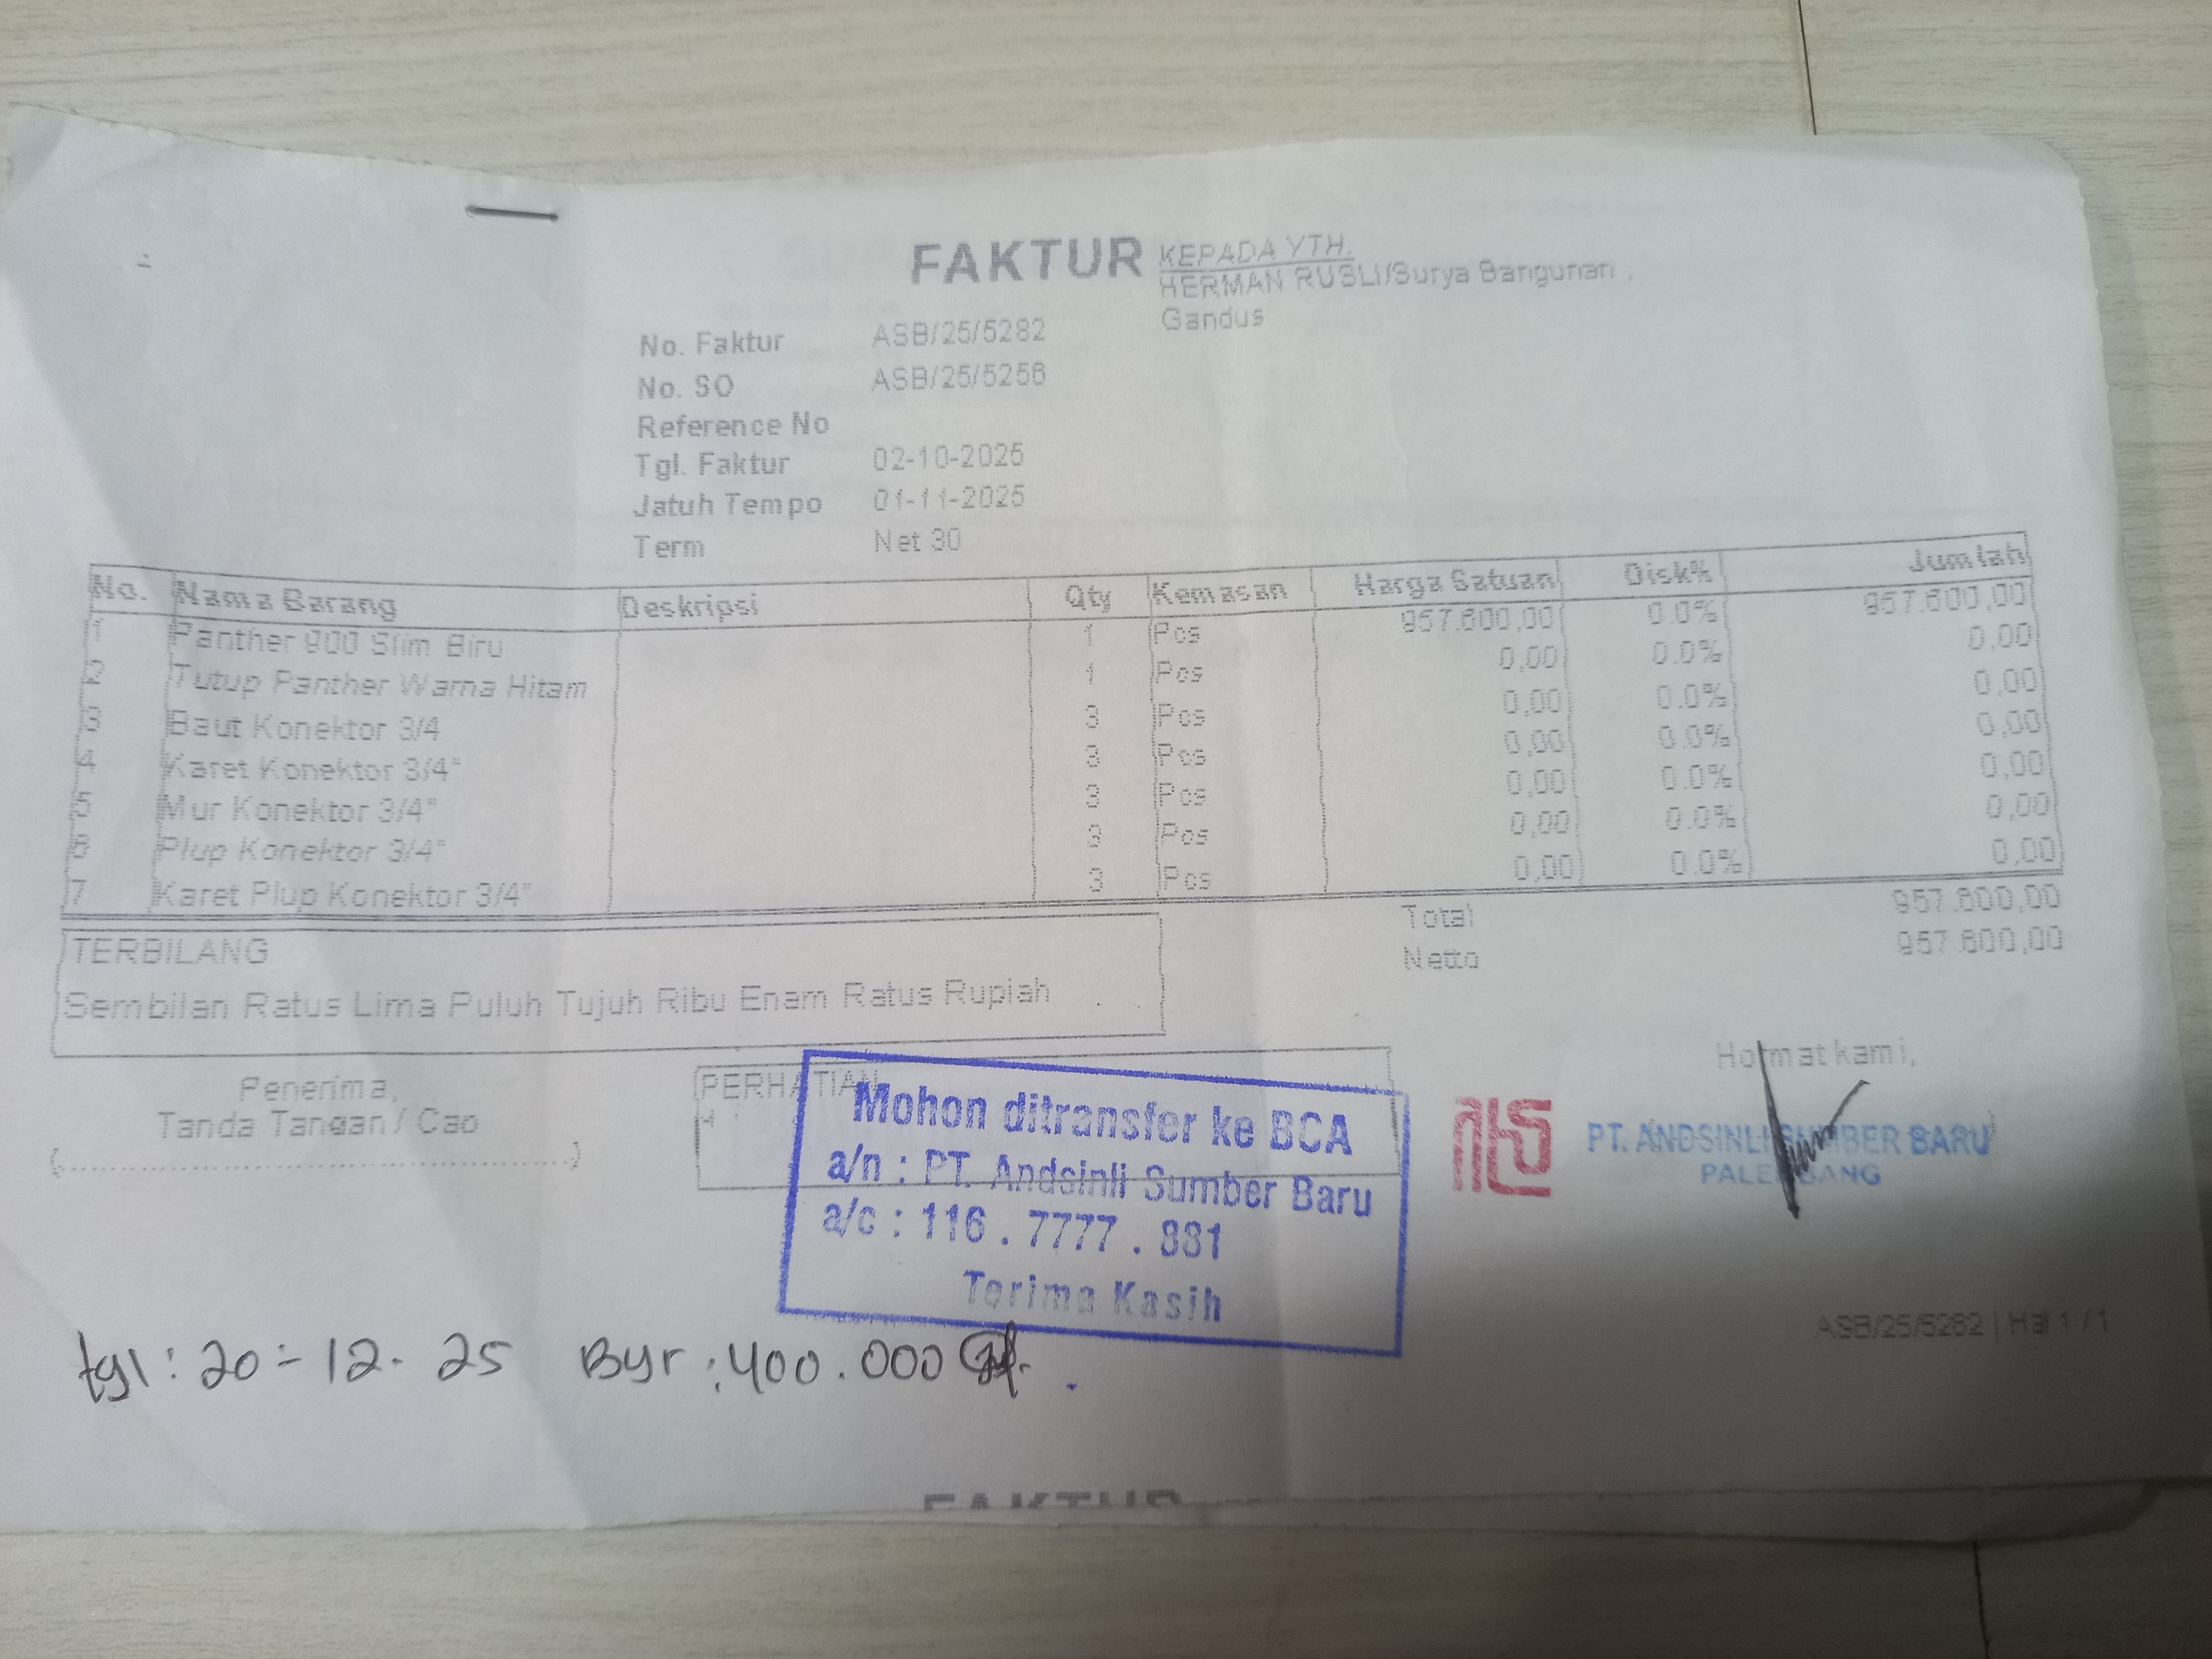 FAKTUR
KEPADA YTH.
HERMAN RUSLI/Surya Bangunan ,
Gandus
No. Faktur ASB/25/5282
No. SO ASB/25/5256
Reference No
Tgl. Faktur 02-10-2025
Jatuh Tempo 01-11-2025
Term Net 30
No. Nama Barang Deskripsi Qty Kemasan Harga Satuan Disk% Jumlah
1 Panther 900 Slim Biru 1 Pcs 957.600,00 0.0% 957.600,00
2 Tutup Panther Warna Hitam 1 Pcs 0,00 0.0% 0,00
3 Baut Konektor 3/4 3 Pcs 0,00 0.0% 0,00
4 Karet Konektor 3/4" 3 Pcs 0,00 0.0% 0,00
5 Mur Konektor 3/4" 3 Pcs 0,00 0.0% 0,00
6 Plup Konektor 3/4" 3 Pcs 0,00 0.0% 0,00
7 Karet Plup Konektor 3/4" 3 Pcs 0,00 0.0% 0,00
Total 957.600,00
Netto 957.600,00
TERBILANG
Sembilan Ratus Lima Puluh Tujuh Ribu Enam Ratus Rupiah
Penerima,
Tanda Tangan / Cap
(..............................................)
PERHATIAN
Mohon ditransfer ke BCA
a/n : PT. Andsinli Sumber Baru
a/c : 116 . 7777 . 881
Terima Kasih
Hormat kami,
PT. ANDSINLI SUMBER BARU
PALEMBANG
ASB/25/5282 | Hal 1 / 1
tgl : 20 - 12 - 25 Byr : 400.000
FAKTUR